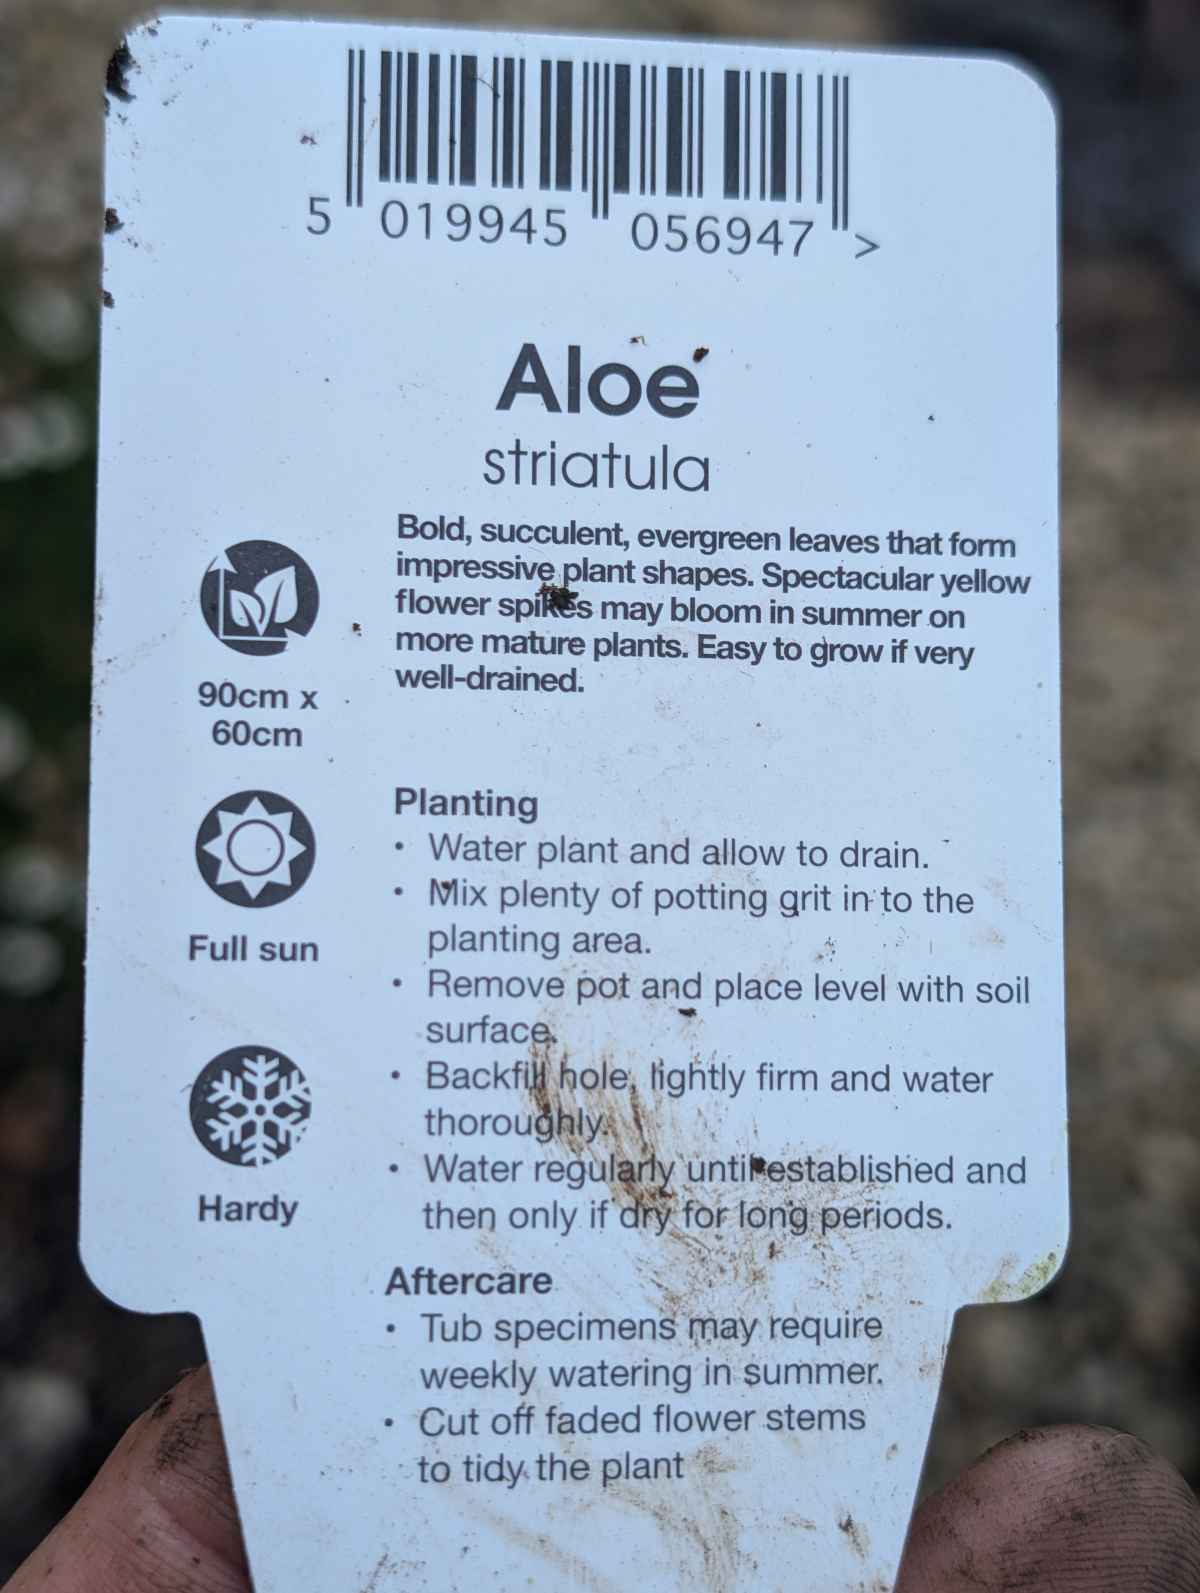 5 019945 056947 >
Aloe
striatula
Bold, succulent, evergreen leaves that form
impressive plant shapes. Spectacular yellow
flower spikes may bloom in summer on
more mature plants. Easy to grow if very
well-drained.
90cm x
60cm
Full sun
Hardy
Planting
• Water plant and allow to drain.
• Mix plenty of potting grit in to the
planting area.
• Remove pot and place level with soil
surface.
• Backfill hole, lightly firm and water
thoroughly.
• Water regularly until established and
then only if dry for long periods.
Aftercare
• Tub specimens may require
weekly watering in summer.
• Cut off faded flower stems
to tidy the plant